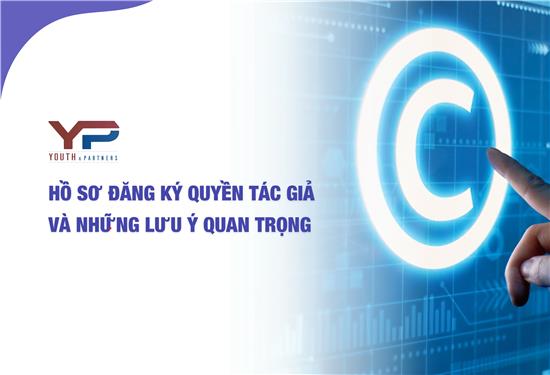 YP
YOUTH & PARTNERS
HỒ SƠ ĐĂNG KÝ QUYỀN TÁC GIẢ
VÀ NHỮNG LƯU Ý QUAN TRỌNG
©